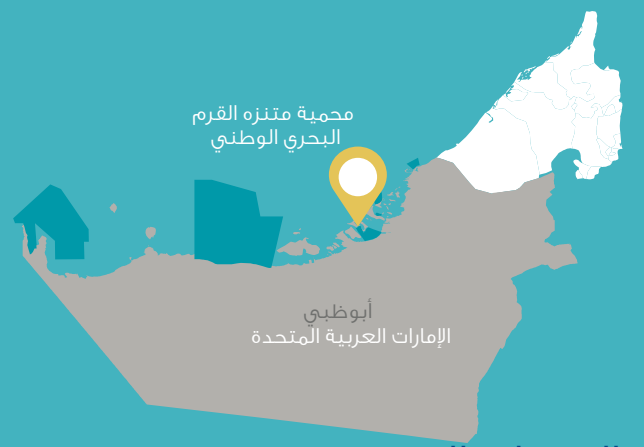 محمية متنزه القرم
البحري الوطني
أبوظبي
الإمارات العربية المتحدة